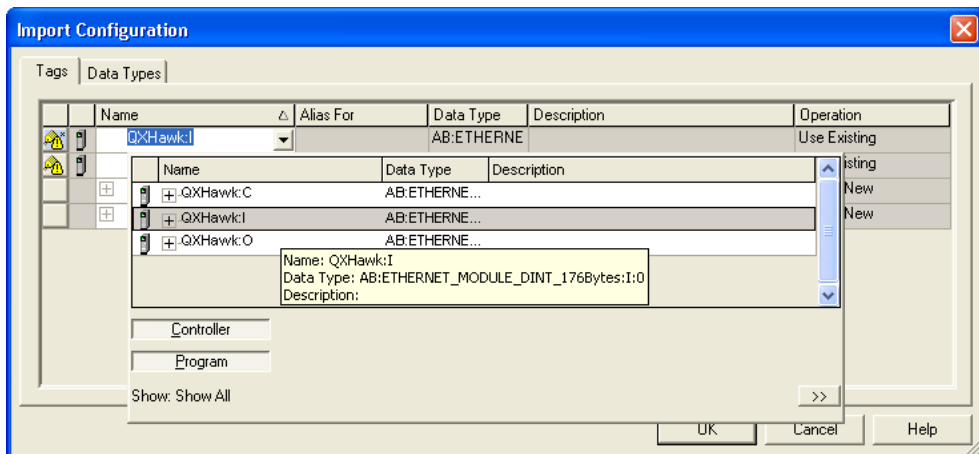 Import Configuration
Tags Data Types
Name Alias For Data Type Description Operation
QXHawk:I AB:ETHERNE Use Existing
isting
Name Data Type Description
QXHawk:C AB:ETHERNE... New
QXHawk:I AB:ETHERNE... New
QXHawk:O AB:ETHERNE...
Name: QXHawk:I
Data Type: AB:ETHERNET_MODULE_DINT_176Bytes:I:0
Description:
Controller
Program
Show: Show All >>
OK Cancel Help